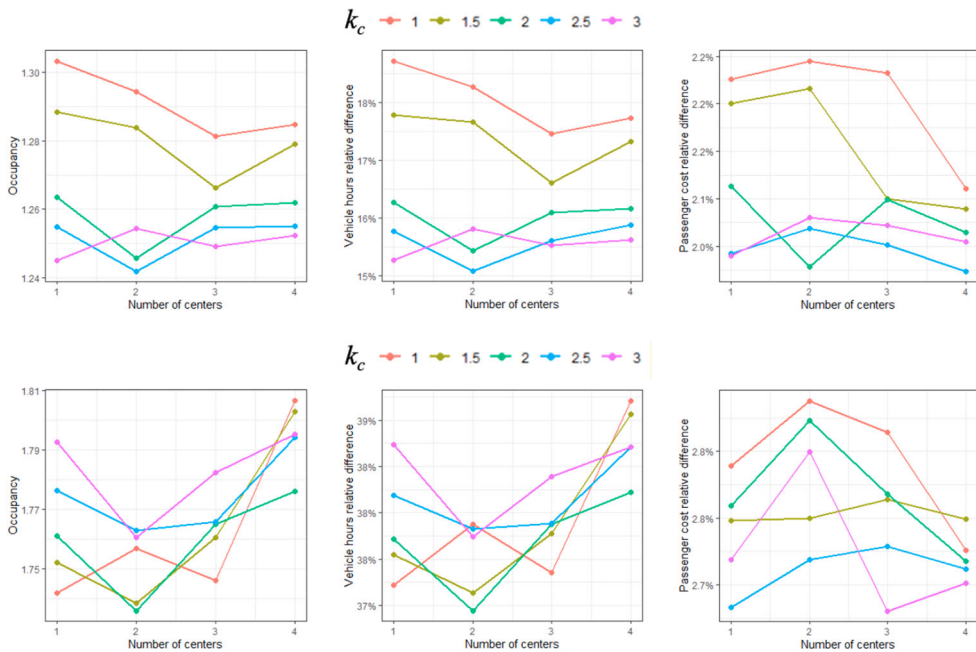 k_c 1 1.5 2 2.5 3
Occupancy
1.30
1.28
1.26
1.24
1 2 3 4
Number of centers
Vehicle hours relative difference
18%
17%
16%
15%
1 2 3 4
Number of centers
Passenger cost relative difference
2.2%
2.2%
2.2%
2.1%
2.0%
1 2 3 4
Number of centers
k_c 1 1.5 2 2.5 3
Occupancy
1.81
1.79
1.77
1.75
1 2 3 4
Number of centers
Vehicle hours relative difference
39%
38%
38%
38%
37%
1 2 3 4
Number of centers
Passenger cost relative difference
2.8%
2.8%
2.7%
1 2 3 4
Number of centers